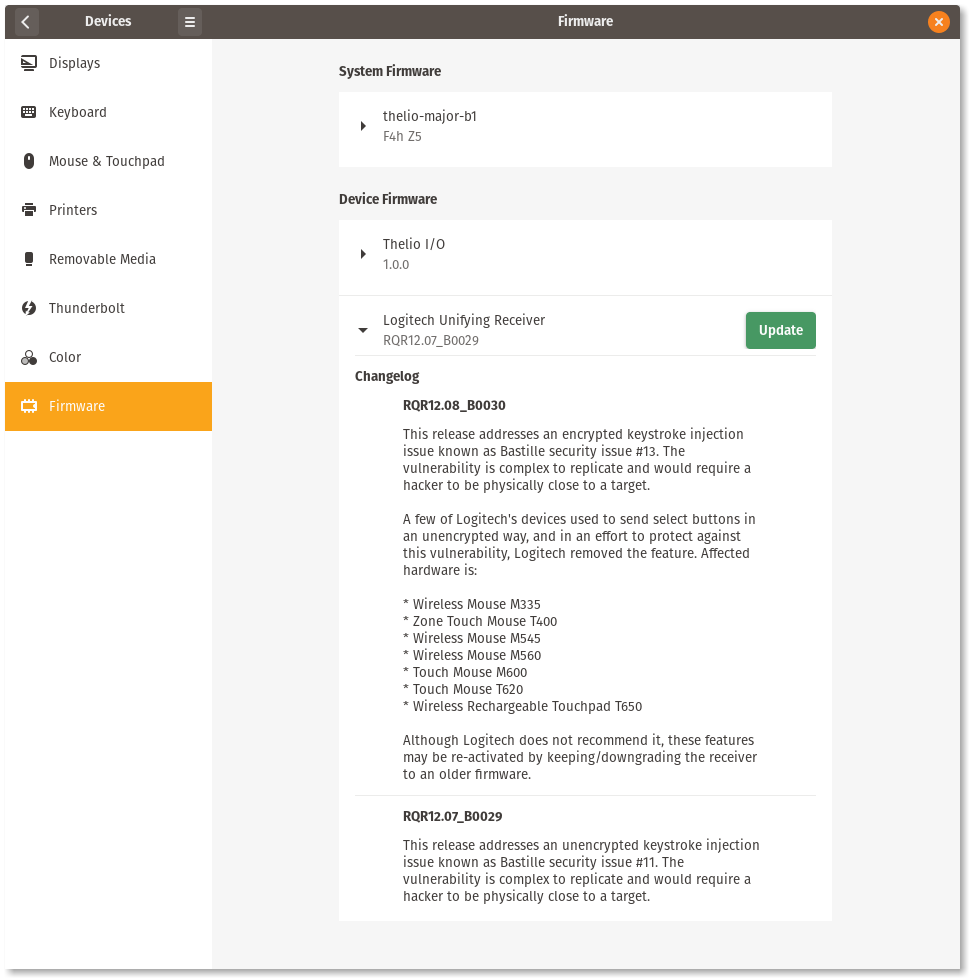 Devices
Firmware
Displays
Keyboard
Mouse & Touchpad
Printers
Removable Media
Thunderbolt
Color
Firmware
System Firmware
thelio-major-b1
F4h Z5
Device Firmware
Thelio I/O
1.0.0
Logitech Unifying Receiver
RQR12.07_B0029
Update
Changelog
RQR12.08_B0030
This release addresses an encrypted keystroke injection
issue known as Bastille security issue #13. The
vulnerability is complex to replicate and would require a
hacker to be physically close to a target.
A few of Logitech's devices used to send select buttons in
an unencrypted way, and in an effort to protect against
this vulnerability, Logitech removed the feature. Affected
hardware is:
* Wireless Mouse M335
* Zone Touch Mouse T400
* Wireless Mouse M545
* Wireless Mouse M560
* Touch Mouse M600
* Touch Mouse T620
* Wireless Rechargeable Touchpad T650
Although Logitech does not recommend it, these features
may be re-activated by keeping/downgrading the receiver
to an older firmware.
RQR12.07_B0029
This release addresses an unencrypted keystroke injection
issue known as Bastille security issue #11. The
vulnerability is complex to replicate and would require a
hacker to be physically close to a target.